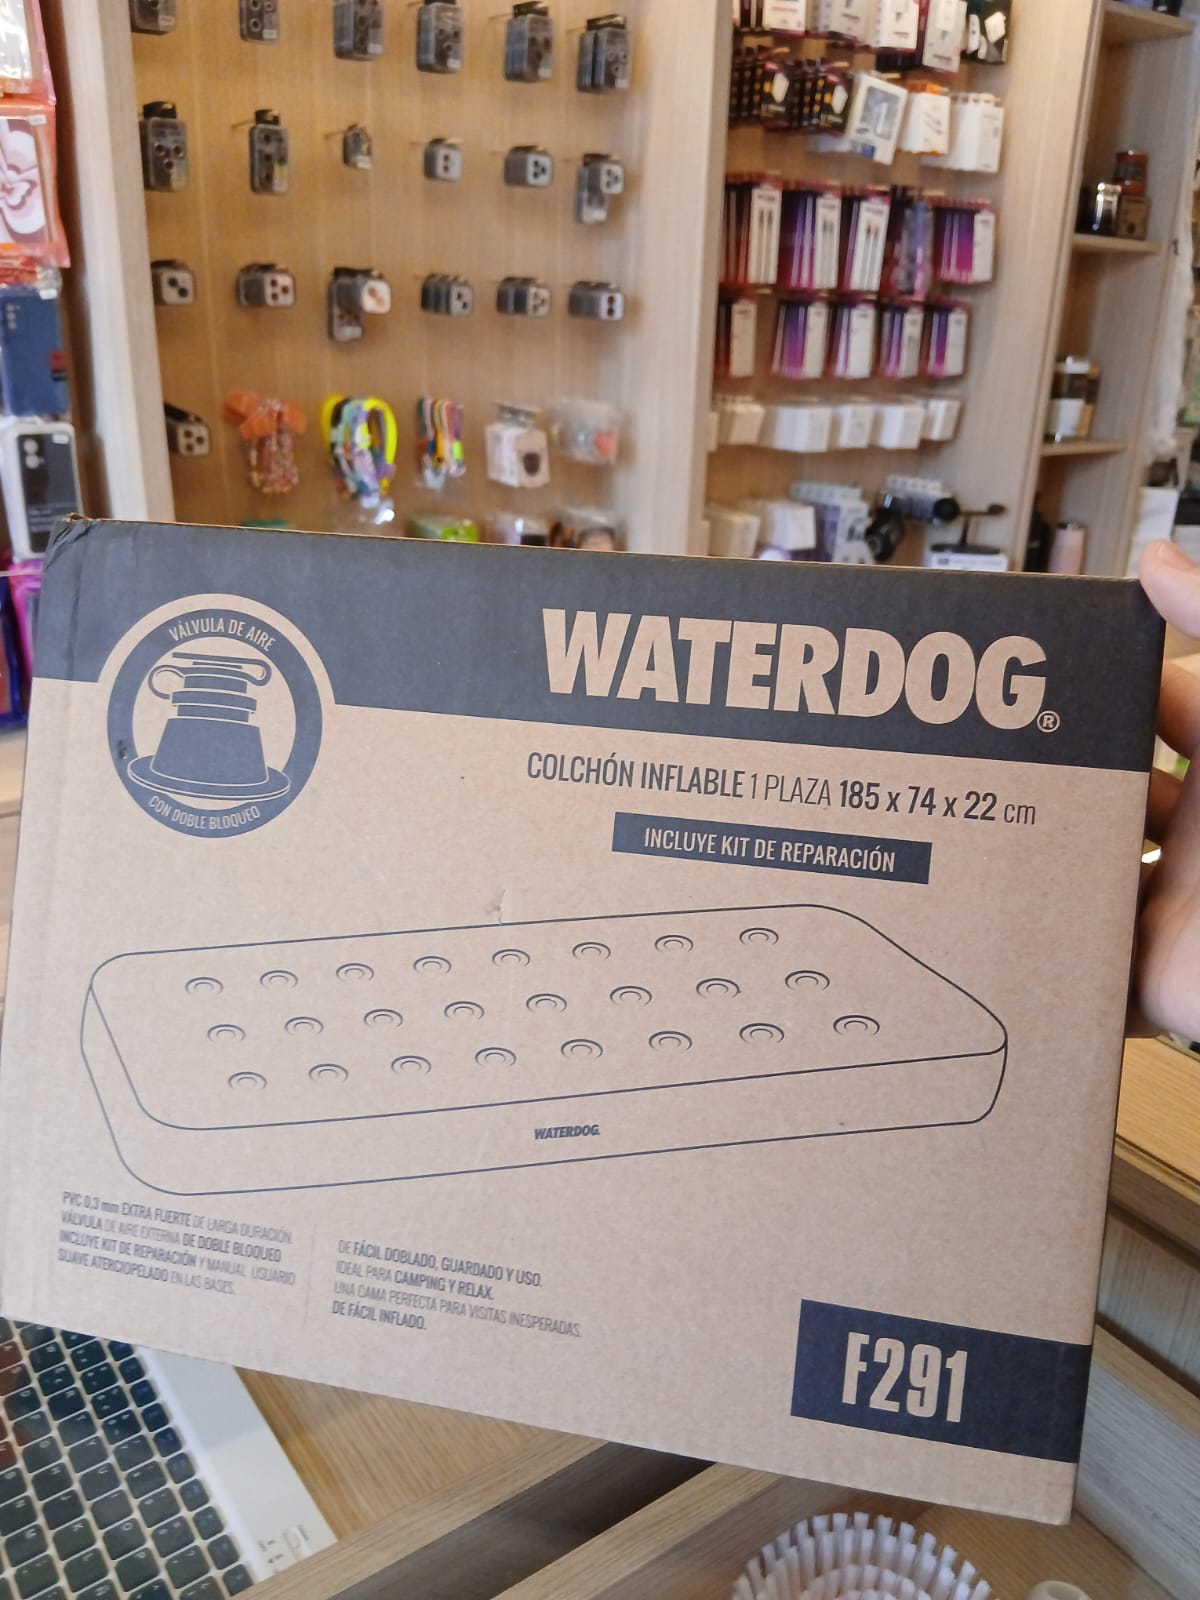 VÁLVULA DE AIRE
CON DOBLE BLOQUEO
WATERDOG®
COLCHÓN INFLABLE 1 PLAZA 185 x 74 x 22 cm
INCLUYE KIT DE REPARACIÓN
WATERDOG
PVC 0,3 mm EXTRA FUERTE DE LARGA DURACIÓN.
VÁLVULA DE AIRE EXTERNA DE DOBLE BLOQUEO
INCLUYE KIT DE REPARACIÓN Y MANUAL USUARIO
SUAVE ATERCIOPELADO EN LAS BASES.
DE FÁCIL DOBLADO, GUARDADO Y USO.
IDEAL PARA CAMPING Y RELAX.
UNA CAMA PERFECTA PARA VISITAS INESPERADAS.
DE FÁCIL INFLADO.
F291